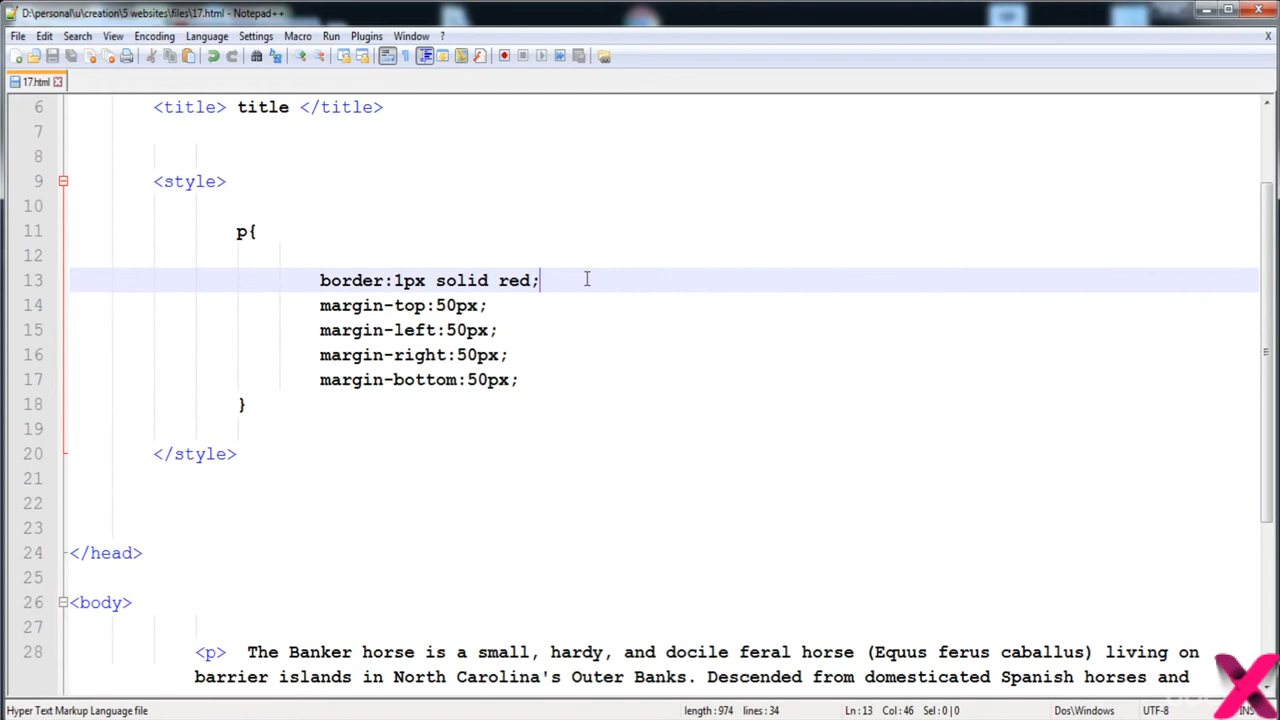 D:\personal\u\creation\5 websites\files\17.html - Notepad++
File Edit Search View Encoding Language Settings Macro Run Plugins Window ? X
17.html
6 <title> title </title>
7
8
9 <style>
10
11 p{
12
13 border:1px solid red;
14 margin-top:50px;
15 margin-left:50px;
16 margin-right:50px;
17 margin-bottom:50px;
18 }
19
20 </style>
21
22
23
24 </head>
25
26 <body>
27
28 <p> The Banker horse is a small, hardy, and docile feral horse (Equus ferus caballus) living on
barrier islands in North Carolina's Outer Banks. Descended from domesticated Spanish horses and
Hyper Text Markup Language file length:974 lines:34 Ln:13 Col:46 Sel:0|0 Dos\Windows UTF-8 INS